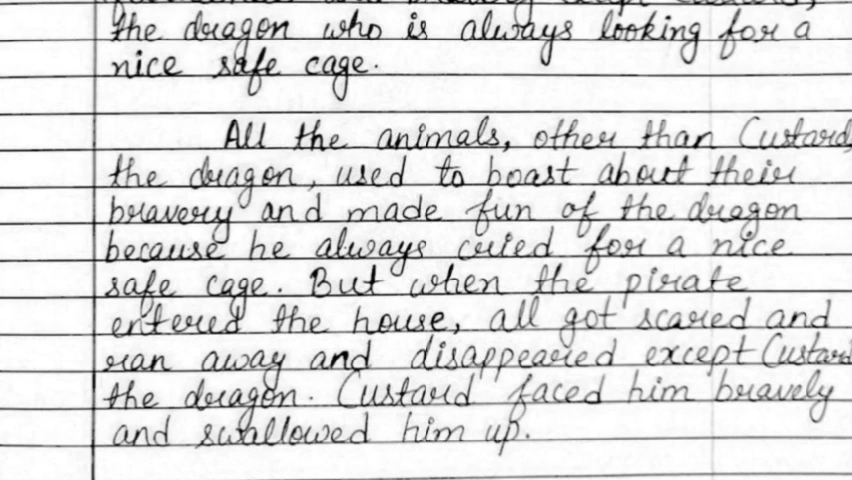 the dragon who is always looking for a
nice safe cage.
All the animals, other than Custard,
the dragon, used to boast about their
bravery and made fun of the dragon
because he always cried for a nice
safe cage. But when the pirate
entered the house, all got scared and
ran away and disappeared except Custard
the dragon. Custard faced him bravely
and swallowed him up.